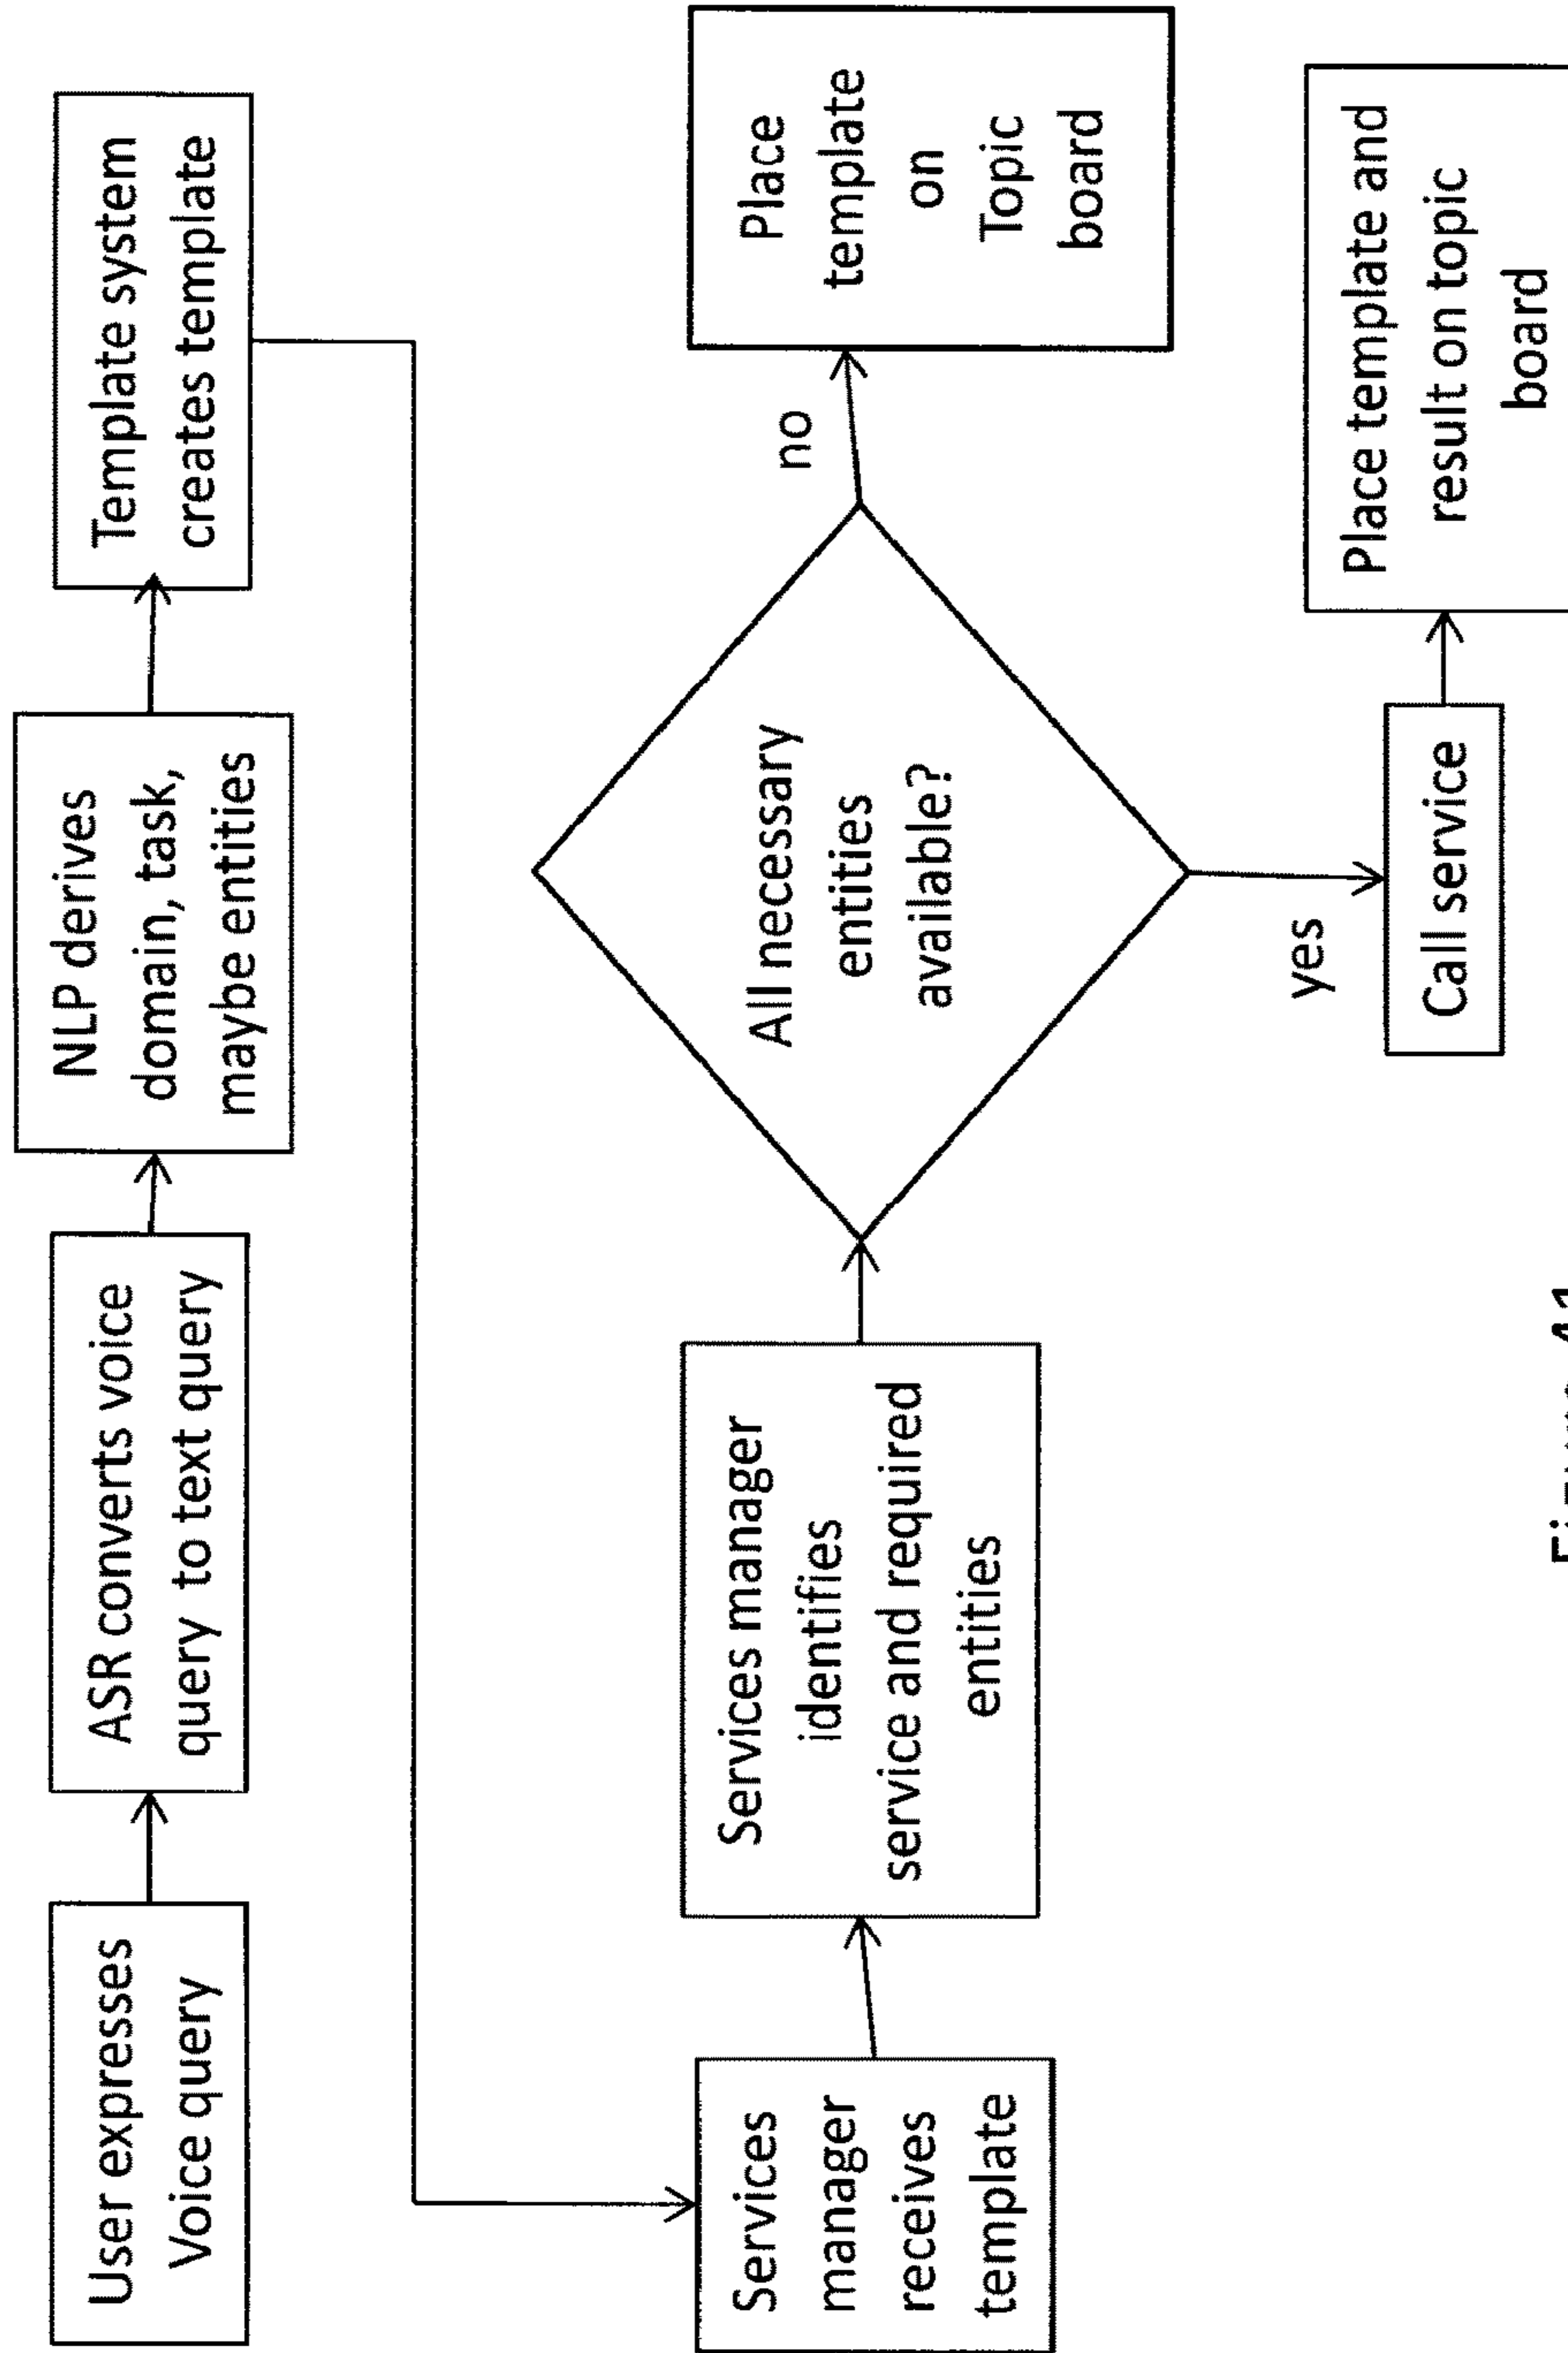 User expresses
Voice query
ASR converts voice
query to text query
NLP derives
domain, task,
maybe entities
Template system
creates template
Services
manager
receives
template
Services manager
identifies
service and required
entities
All necessary
entities
available?
no
Place
template
on
Topic
board
yes
Call service
Place template and
result on topic
board
Figure 41